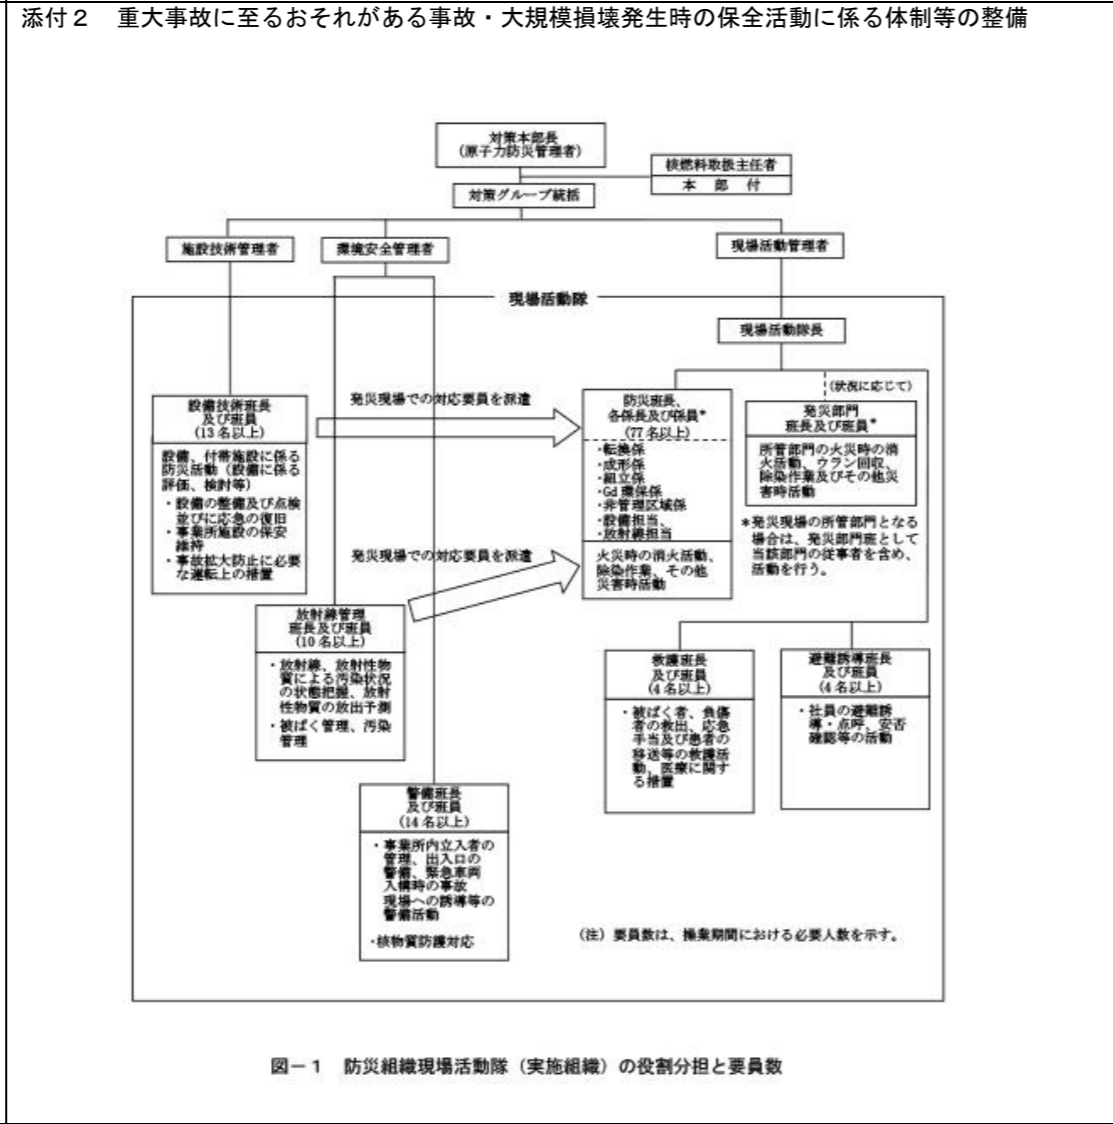 添付２　重大事故に至るおそれがある事故・大規模損壊発生時の保全活動に係る体制等の整備
対策本部長
(原子力防災管理者)
核燃料取扱主任者
本　部　付
対策グループ統括
施設技術管理者
環境安全管理者
現場活動管理者
現場活動隊
現場活動隊長
(状況に応じて)
設備技術班長
及び班員
(13名以上)
設備、付帯施設に係る
防災活動（設備に係る
評価、検討等）
・設備の整備及び点検
並びに応急の復旧
・事業所施設の保安
維持
・事故拡大防止に必要
な運転上の措置
発災現場での対応要員を派遣
発災現場での対応要員を派遣
防災班長、
各係長及び係員*
(77名以上)
・転換係
・成形係
・組立係
・Gd 環保係
・非管理区域係
・設備担当、
・放射線担当
火災時の消火活動、
除染作業、その他
災害時活動
発災部門
班長及び班員*
所管部門の火災時の消
火活動、ウラン回収、
除染作業及びその他災
害時活動
*発災現場の所管部門となる
場合は、発災部門班として
当該部門の従事者を含め、
活動を行う。
放射線管理
班長及び班員
(10名以上)
・放射線、放射性物
質による汚染状況
の状態把握、放射
性物質の放出予測
・被ばく管理、汚染
管理
救護班長
及び班員
(4名以上)
・被ばく者、負傷
者の救出、応急
手当及び患者の
移送等の救護活
動、医療に関す
る措置
避難誘導班長
及び班員
(4名以上)
・社員の避難誘
導・点呼、安否
確認等の活動
警備班長
及び班員
(14名以上)
・事業所内立入者の
管理、出入口の
警備、緊急車両
入構時の事故
現場への誘導等の
警備活動
・核物質防護対応
(注) 要員数は、操業期間における必要人数を示す。
図－１　防災組織現場活動隊（実施組織）の役割分担と要員数